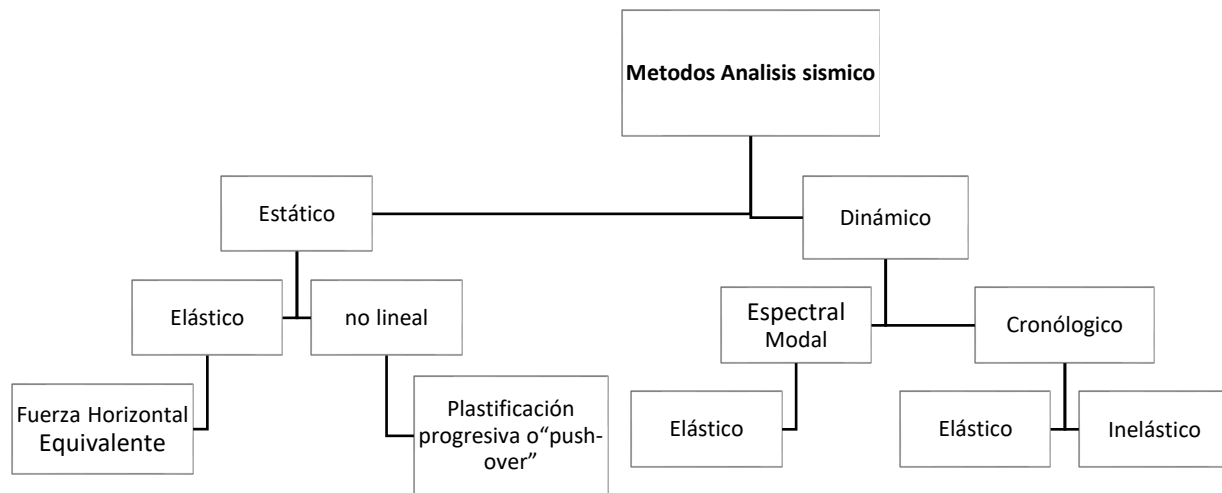 Metodos Analisis sismico
Estático
Dinámico
Elástico
no lineal
Espectral
Modal
Cronólogico
Fuerza Horizontal
Equivalente
Plastificación
progresiva o“push-
over”
Elástico
Elástico
Inelástico